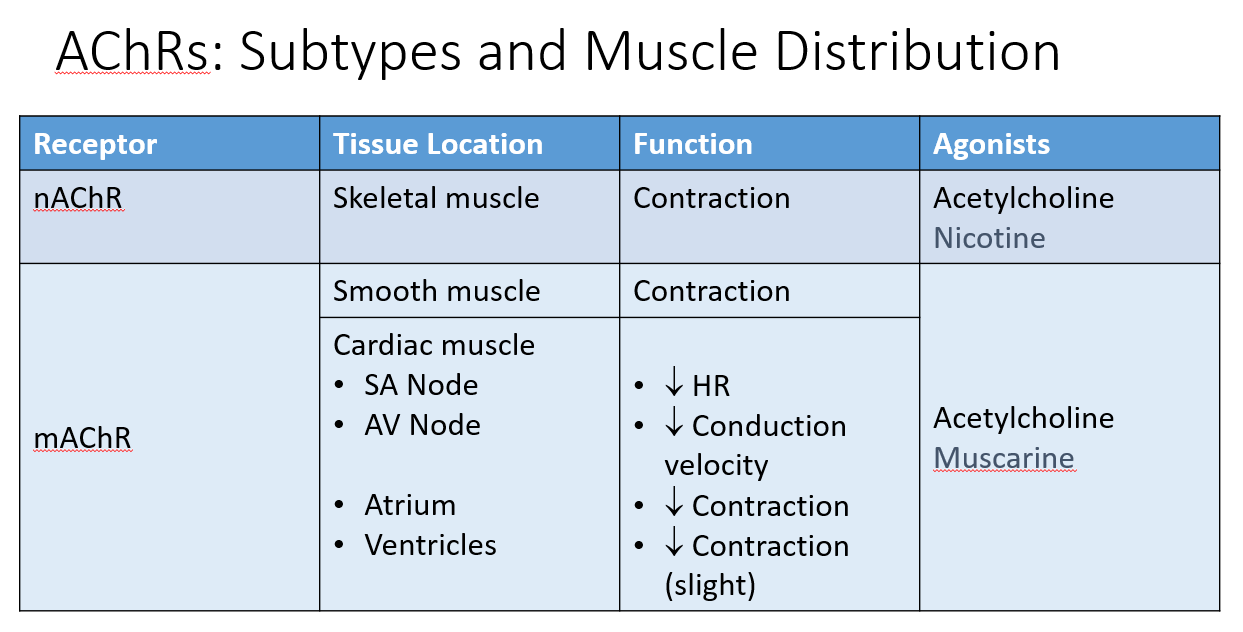 AChRs: Subtypes and Muscle Distribution
Receptor Tissue Location Function Agonists
nAChR Skeletal muscle Contraction Acetylcholine
Nicotine
mAChR
Smooth muscle Contraction
Cardiac muscle
• SA Node
• AV Node
• Atrium
• Ventricles
• ↓ HR
• ↓ Conduction
velocity
• ↓ Contraction
• ↓ Contraction
(slight)
Acetylcholine
Muscarine